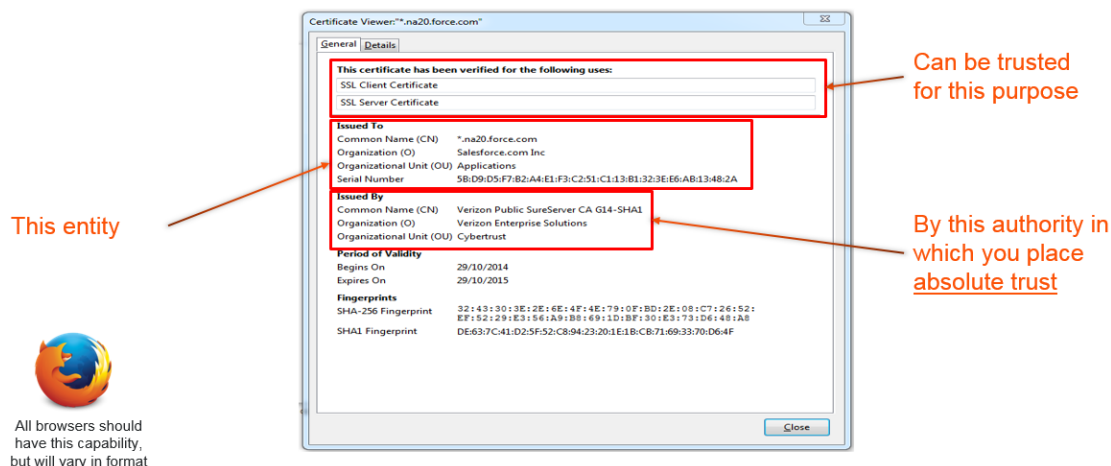 Certificate Viewer:"*.na20.force.com"
General Details
This certificate has been verified for the following uses:
SSL Client Certificate
SSL Server Certificate
Issued To
Common Name (CN) *.na20.force.com
Organization (O) Salesforce.com Inc
Organizational Unit (OU) Applications
Serial Number 5B:D9:D5:F7:B2:A4:E1:F3:C2:51:C1:13:B1:32:3E:E6:AB:13:48:2A
Issued By
Common Name (CN) Verizon Public SureServer CA G14-SHA1
Organization (O) Verizon Enterprise Solutions
Organizational Unit (OU) Cybertrust
Period of Validity
Begins On 29/10/2014
Expires On 29/10/2015
Fingerprints
SHA-256 Fingerprint 32:43:30:3E:2E:6E:4F:4E:79:0F:BD:2E:08:C7:26:52:
EF:52:29:E3:56:A9:B8:69:1D:BF:30:E3:73:D6:48:A8
SHA1 Fingerprint DE:63:7C:41:D2:5F:52:C8:94:23:20:1E:1B:CB:71:69:33:70:D6:4F
Close
Can be trusted
for this purpose
This entity
By this authority in
which you place
absolute trust
All browsers should
have this capability,
but will vary in format